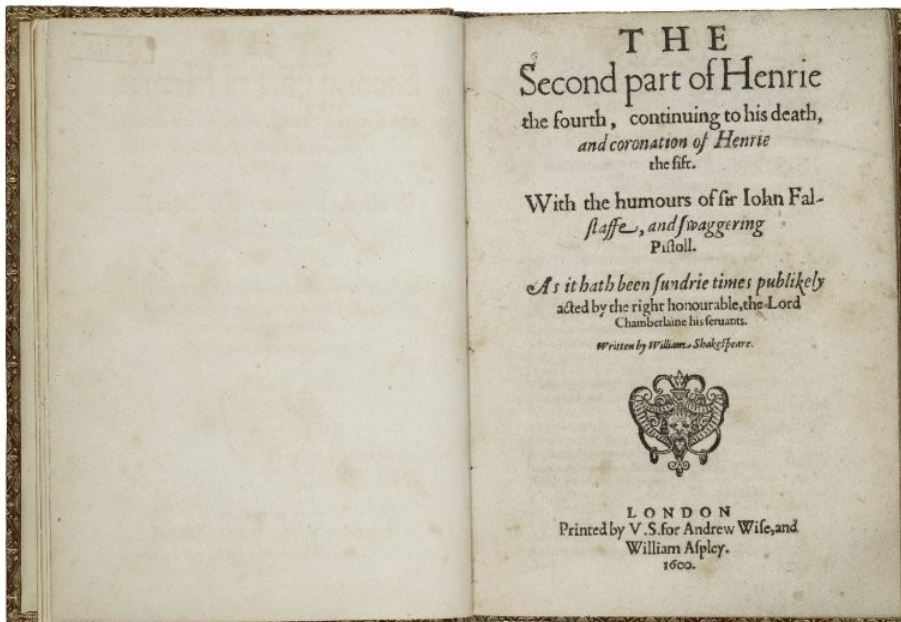 THE
Second part of Henrie
the fourth, continuing to his death,
and coronation of Henrie
the fift.
With the humours of ſir Iohn Fal-
ſtaffe, and ſwaggering
Piſtoll.
As it hath been ſundrie times publikely
acted by the right honourable, the Lord
Chamberlaine his ſeruants.
Written by William Shakeſpeare.
LONDON
Printed by V.S. for Andrew Wiſe, and
William Aſpley.
1600.